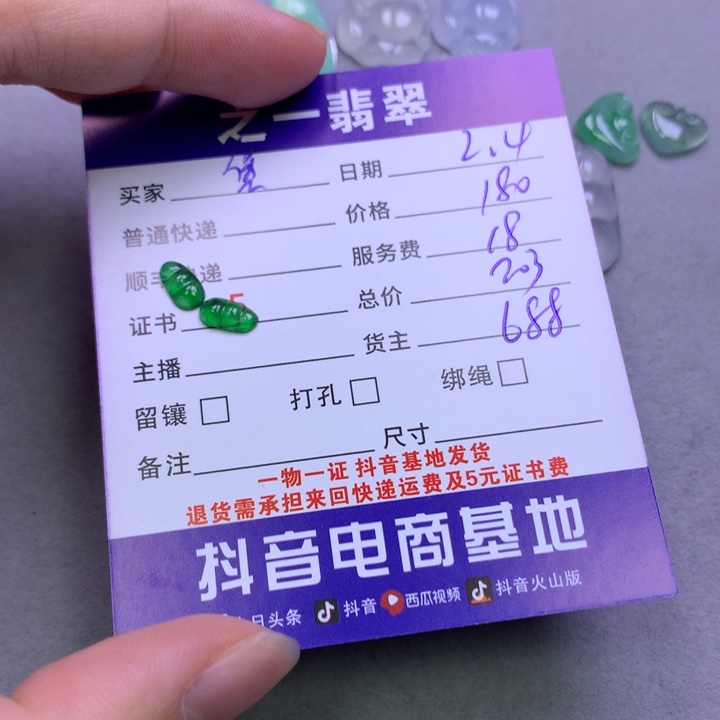 之一翡翠
买家 日期 2.4
普通快递 价格 180
顺丰快递 服务费 18
证书 5 总价 203
主播 货主 688
留镶 打孔 绑绳
备注 尺寸
一物一证 抖音基地发货
退货需承担来回快递运费及5元证书费
抖音电商基地
日头条 抖音 西瓜视频 抖音火山版